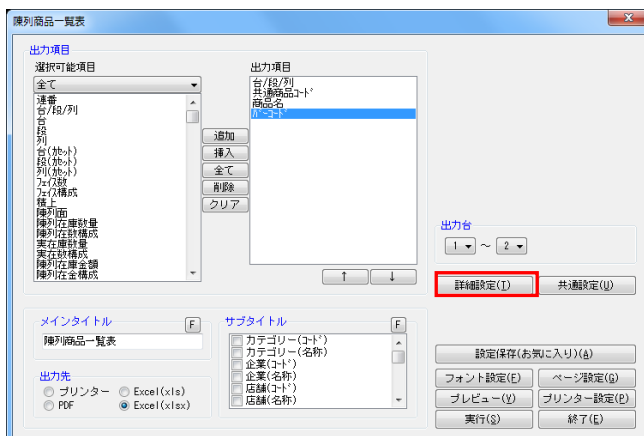 陳列商品一覧表
出力項目
選択可能項目
全て
連番
台/段/列
台
段
列
台(ｶｾｯﾄ)
段(ｶｾｯﾄ)
列(ｶｾｯﾄ)
ﾌｪｲｽ数
ﾌｪｲｽ構成
積上
陳列面
陳列在庫数量
陳列在数構成
実在庫数量
実在数構成
陳列在庫金額
陳列在金構成
追加
挿入
全て
削除
クリア
出力項目
台/段/列
共通商品ｺｰﾄﾞ
商品名
ﾊﾞｰｺｰﾄﾞ
↑ ↓
出力台
1 ～ 2
詳細設定(T) 共通設定(U)
メインタイトル F
陳列商品一覧表
出力先
プリンター Excel(xls)
PDF Excel(xlsx)
サブタイトル F
カテゴリー(ｺｰﾄﾞ)
カテゴリー(名称)
企業(ｺｰﾄﾞ)
企業(名称)
店舗(ｺｰﾄﾞ)
店舗(名称)
設定保存(お気に入り)(A)
フォント設定(F) ページ設定(G)
プレビュー(V) プリンター設定(P)
実行(S) 終了(E)